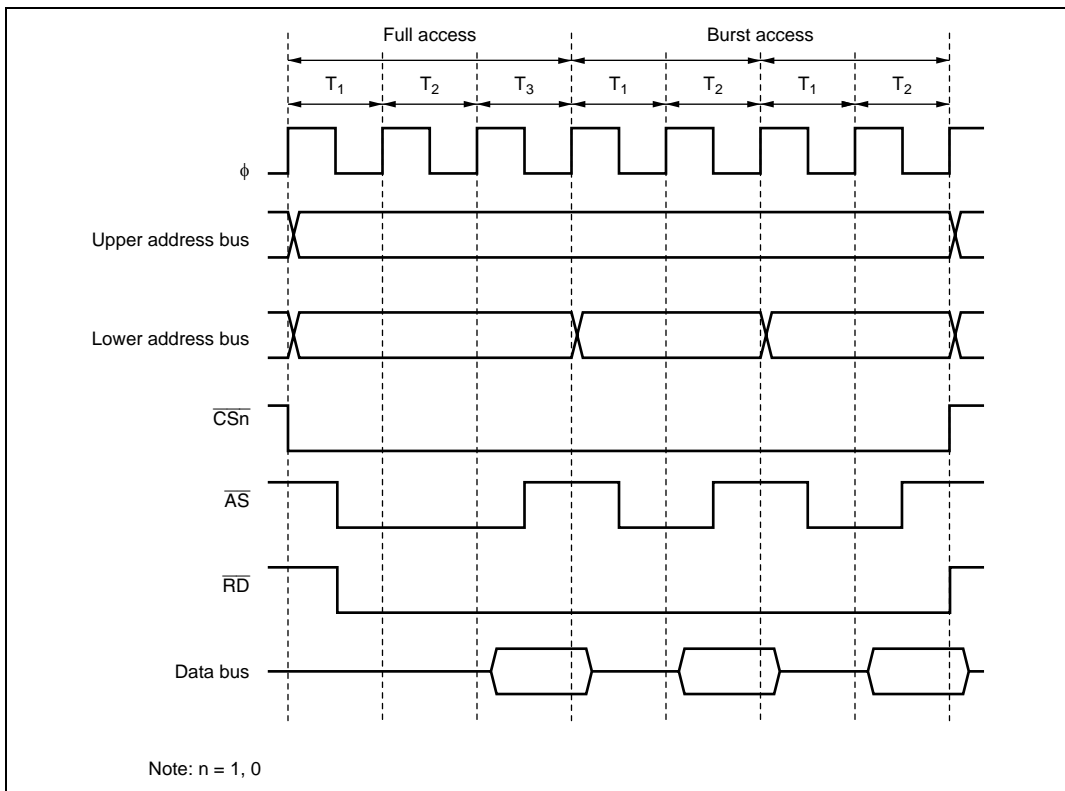 Full access Burst access
T1 T2 T3 T1 T2 T1 T2
ϕ
Upper address bus
Lower address bus
CSn
AS
RD
Data bus
Note: n = 1, 0